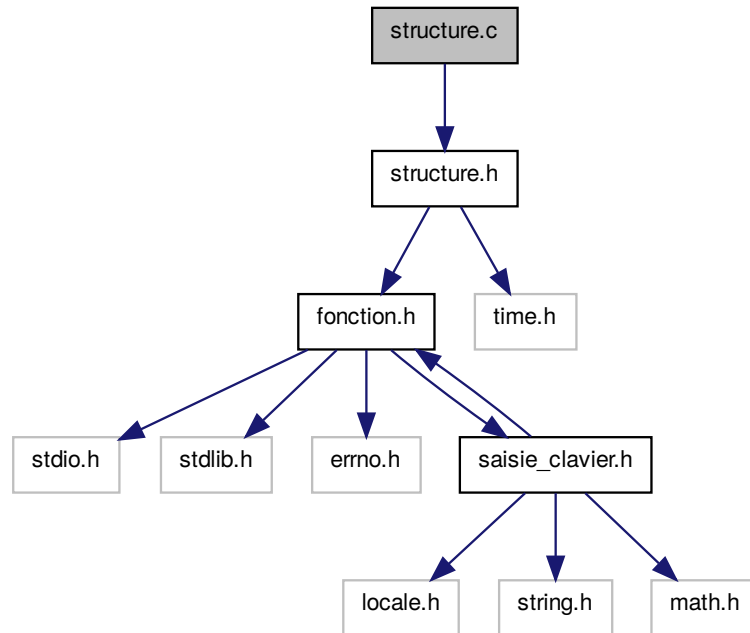 structure.c
structure.h
fonction.h
time.h
stdio.h
stdlib.h
errno.h
saisie_clavier.h
locale.h
string.h
math.h